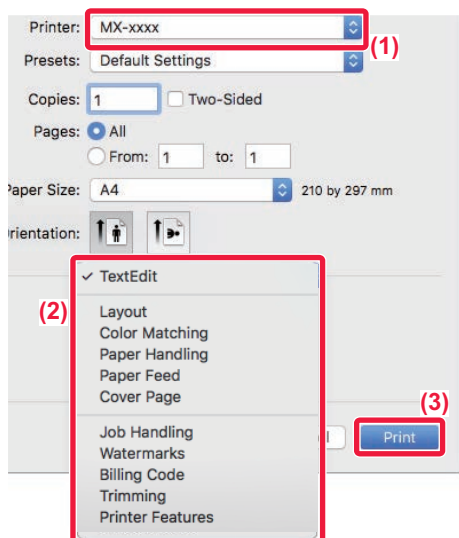 Printer: MX-xxxx
(1)
Presets: Default Settings
Copies: 1 Two-Sided
Pages: All
From: 1 to: 1
Paper Size: A4 210 by 297 mm
rientation:
✓ TextEdit
(2)
Layout
Color Matching
Paper Handling
Paper Feed
Cover Page
(3)
Job Handling
Watermarks
Billing Code
Trimming
Printer Features
Print